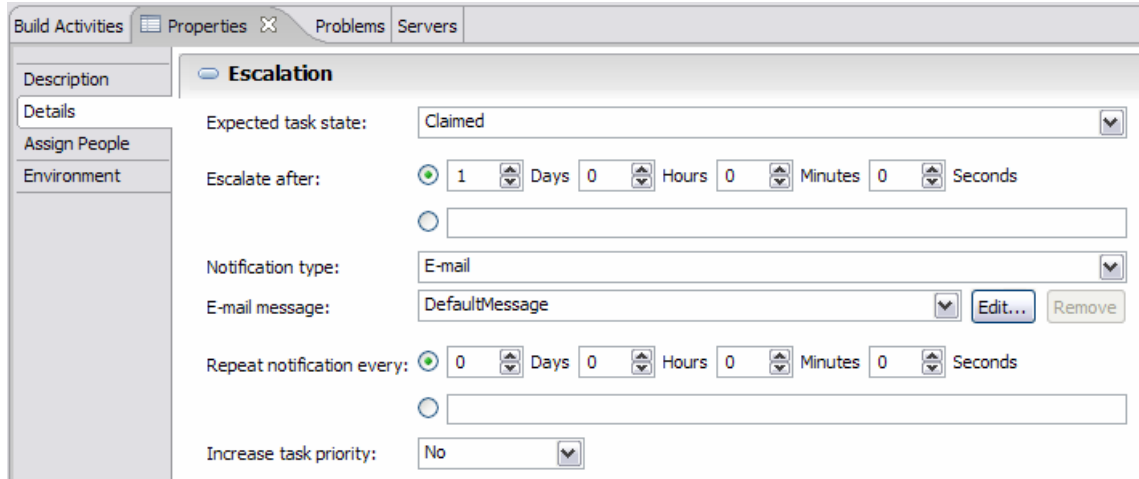 Build Activities Properties Problems Servers
Escalation
Description
Details
Assign People
Environment
Expected task state: Claimed
Escalate after: 1 Days 0 Hours 0 Minutes 0 Seconds
Notification type: E-mail
E-mail message: DefaultMessage Edit... Remove
Repeat notification every: 0 Days 0 Hours 0 Minutes 0 Seconds
Increase task priority: No